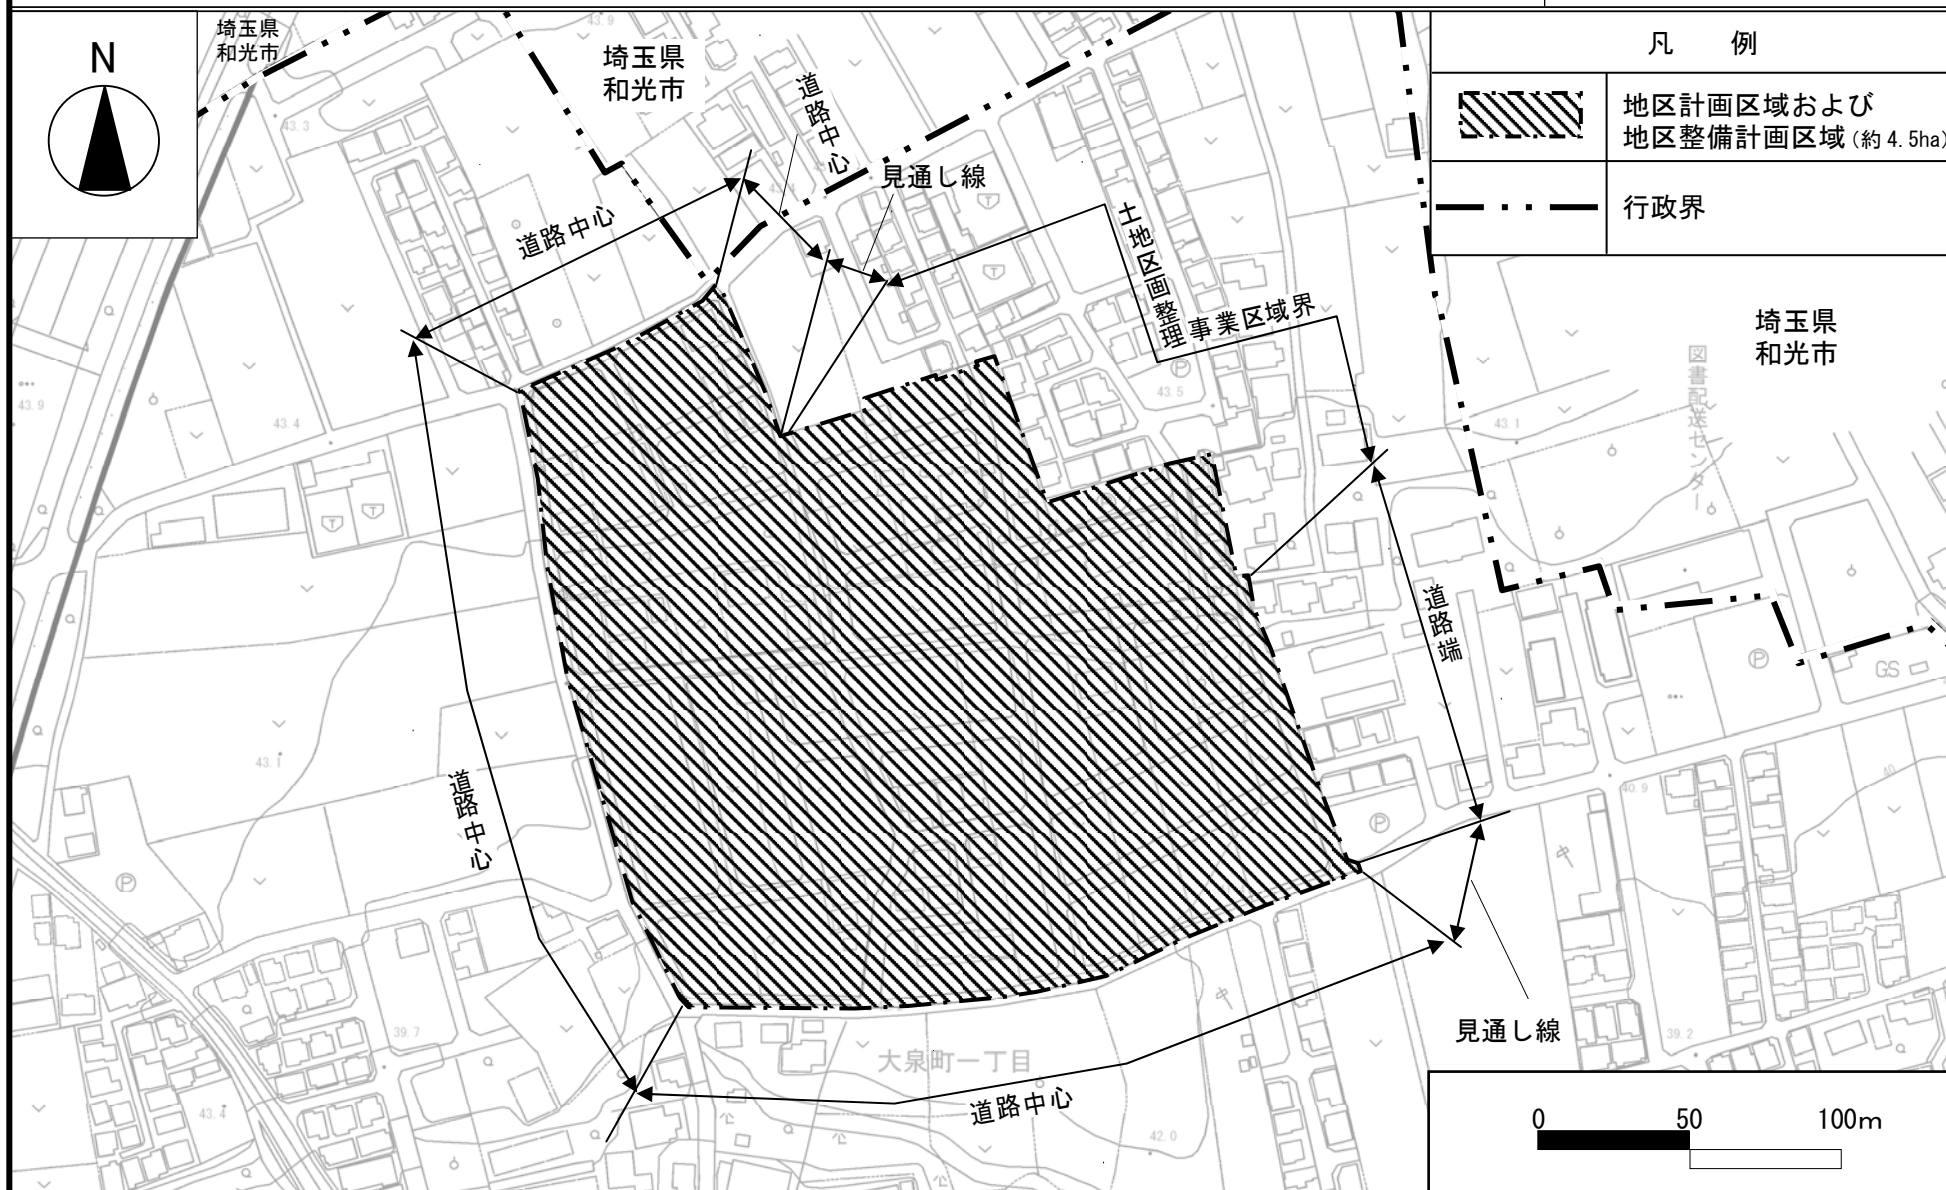 N
埼玉県
和光市
埼玉県
和光市
43.9
凡 例
地区計画区域および
地区整備計画区域(約 4.5ha)
行政界
道路中心
見通し線
道路中心
土地区画整理事業区域界
埼玉県
和光市
図書配送センター
43.3
43.9
43.4
43.5
43.1
道路端
GS
43.1
道路中心
40.9
40
39.7
大泉町一丁目
見通し線
39.2
道路中心
43.4
42.0
0 50 100m